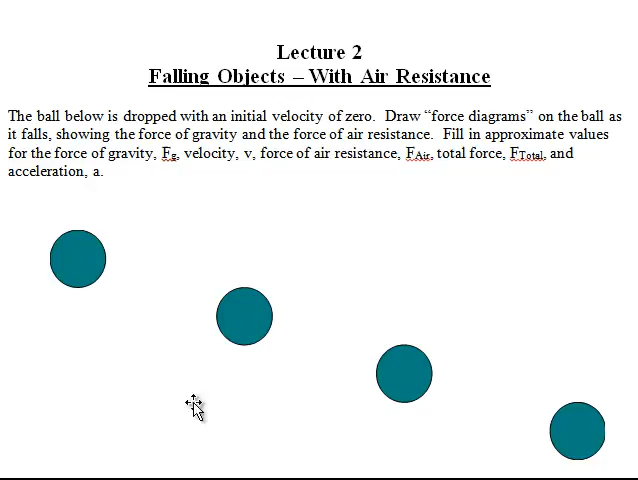 Lecture 2
Falling Objects – With Air Resistance
The ball below is dropped with an initial velocity of zero.  Draw “force diagrams” on the ball as
it falls, showing the force of gravity and the force of air resistance.  Fill in approximate values
for the force of gravity, Fg, velocity, v, force of air resistance, FAir, total force, FTotal, and
acceleration, a.